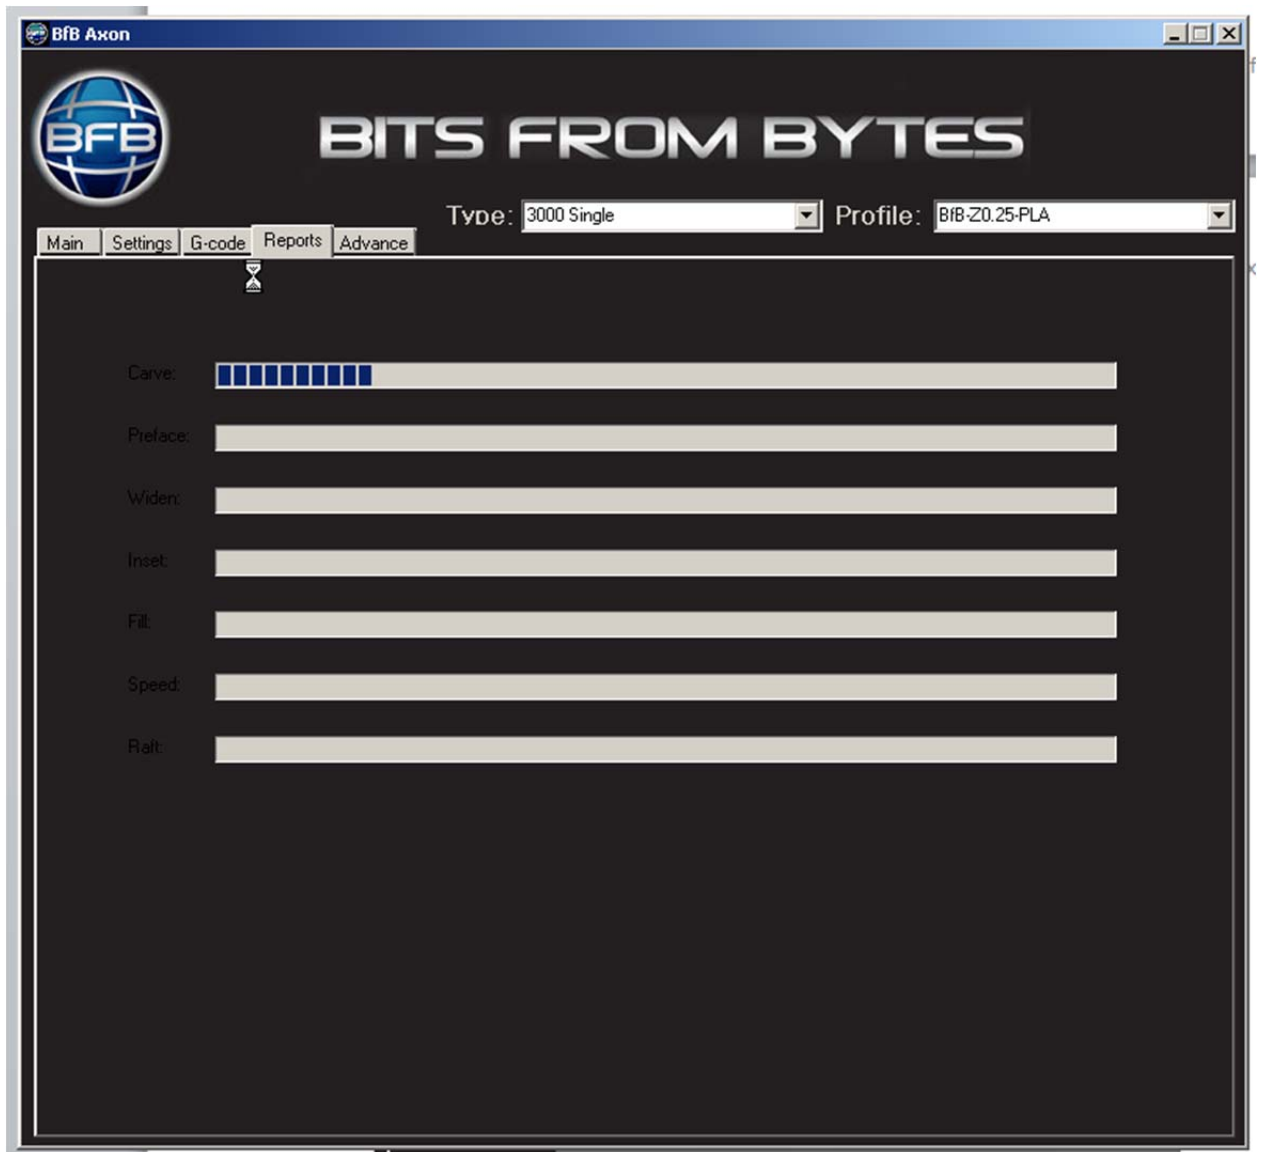 BfB Axon
BFB
BITS FROM BYTES
Type: 3000 Single Profile: BfB-Z0.25-PLA
Main Settings G-code Reports Advance
Carve:
Preface:
Widen:
Inset:
Fill:
Speed:
Raft: